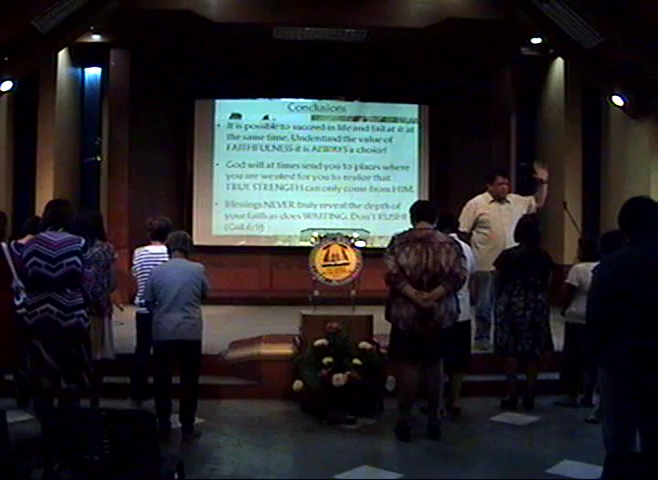 Conclusions
• It is possible to succeed in life and fail at it at
the same time. Understand the value of
FAITHFULNESS-it is ALWAYS a choice!
• God will at times send you to places where
you are weaked for you to realize that
TRUE STRENGTH can only come from HIM.
• Blessings NEVER truly reveal the depth of
your faith as does WAITING. Don't RUSH!
(Gal.6:9)